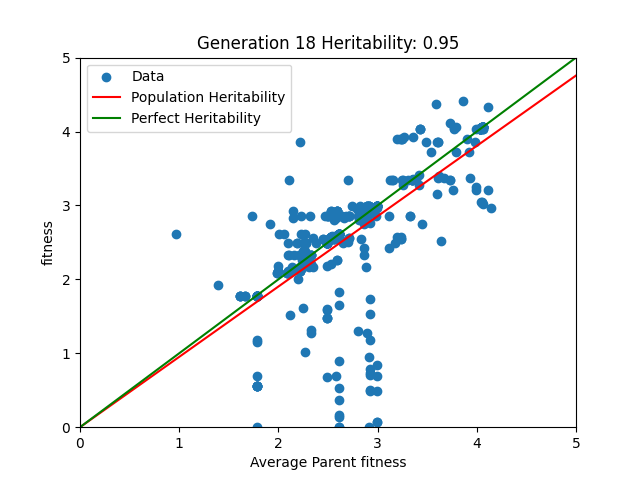 Generation 18 Heritability: 0.95
Data
Population Heritability
Perfect Heritability
fitness
5
4
3
2
1
0
0 1 2 3 4 5
Average Parent fitness